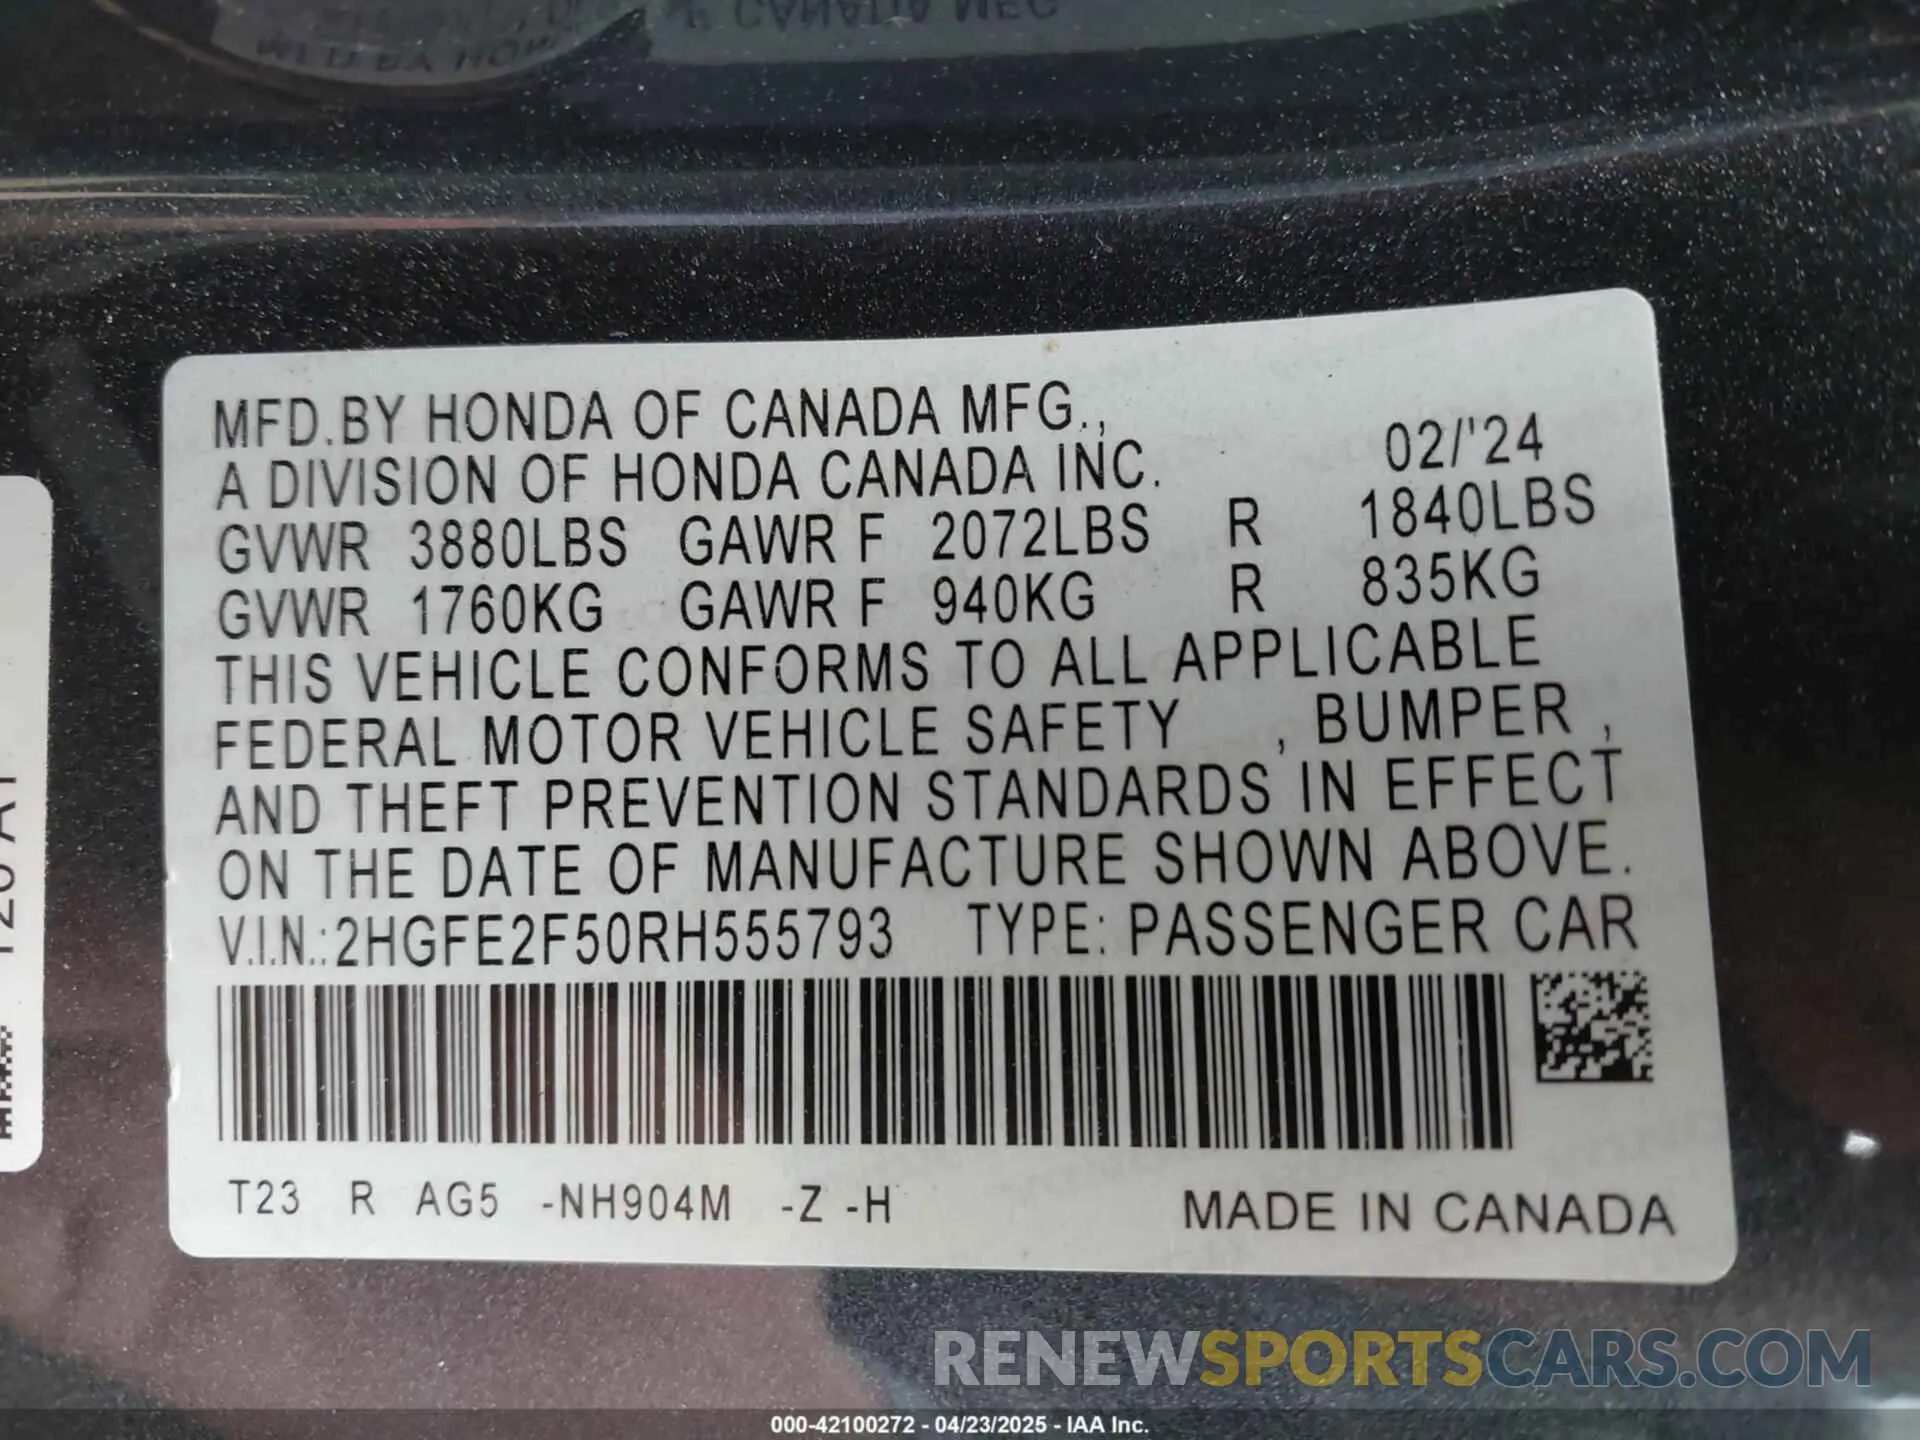 CANADA MFG
MFD.BY HONDA OF CANADA MFG.,
A DIVISION OF HONDA CANADA INC. 02/'24
GVWR 3880LBS GAWR F 2072LBS R 1840LBS
GVWR 1760KG GAWR F 940KG R 835KG
THIS VEHICLE CONFORMS TO ALL APPLICABLE
FEDERAL MOTOR VEHICLE SAFETY , BUMPER ,
AND THEFT PREVENTION STANDARDS IN EFFECT
ON THE DATE OF MANUFACTURE SHOWN ABOVE.
V.I.N.:2HGFE2F50RH555793 TYPE: PASSENGER CAR
T23 R AG5 -NH904M -Z -H MADE IN CANADA
RENEWSPORTSCARS.COM
000-42100272 - 04/23/2025 - IAA Inc.